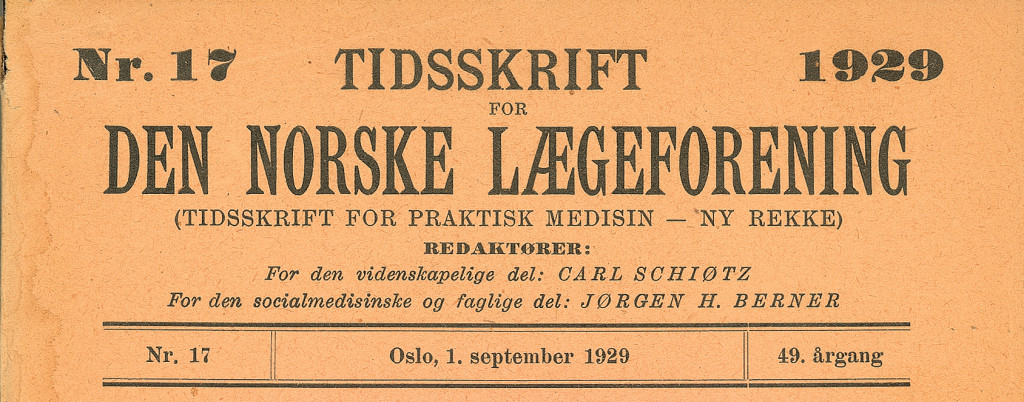 Nr. 17 TIDSSKRIFT 1929
FOR
DEN NORSKE LÆGEFORENING
(TIDSSKRIFT FOR PRAKTISK MEDISIN — NY REKKE)
REDAKTØRER:
For den videnskapelige del: CARL SCHIØTZ
For den socialmedisinske og faglige del: JØRGEN H. BERNER
Nr. 17 Oslo, 1. september 1929 49. årgang